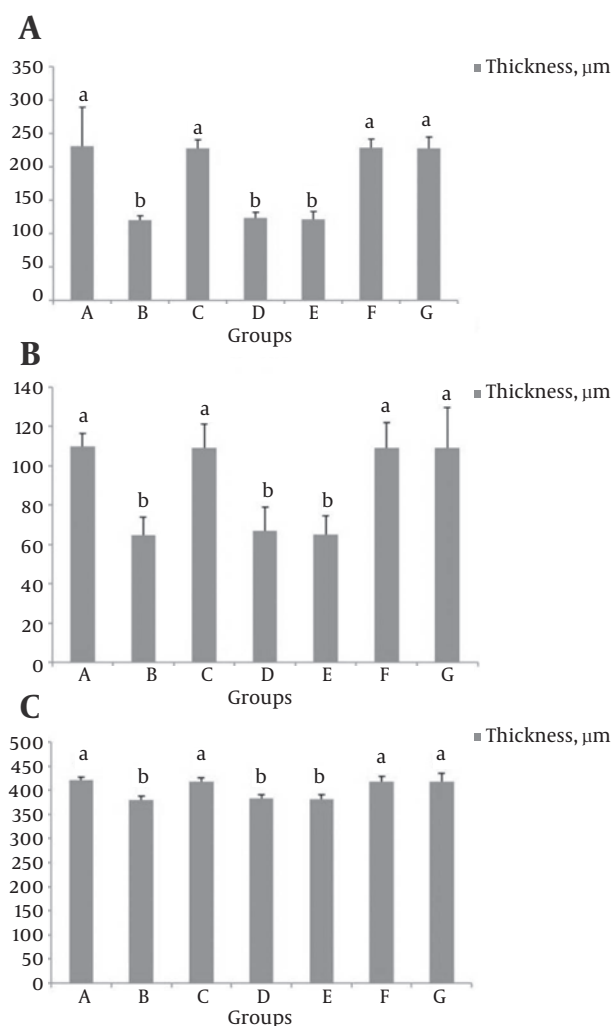 A
350
300
250
200
150
100
50
0
a b a b b a a
A B C D E F G
Groups
Thickness, μm
B
140
120
100
80
60
40
20
0
a b a b b a a
A B C D E F G
Groups
Thickness, μm
C
500
450
400
350
300
250
200
150
100
50
0
a b a b b a a
A B C D E F G
Groups
Thickness, μm